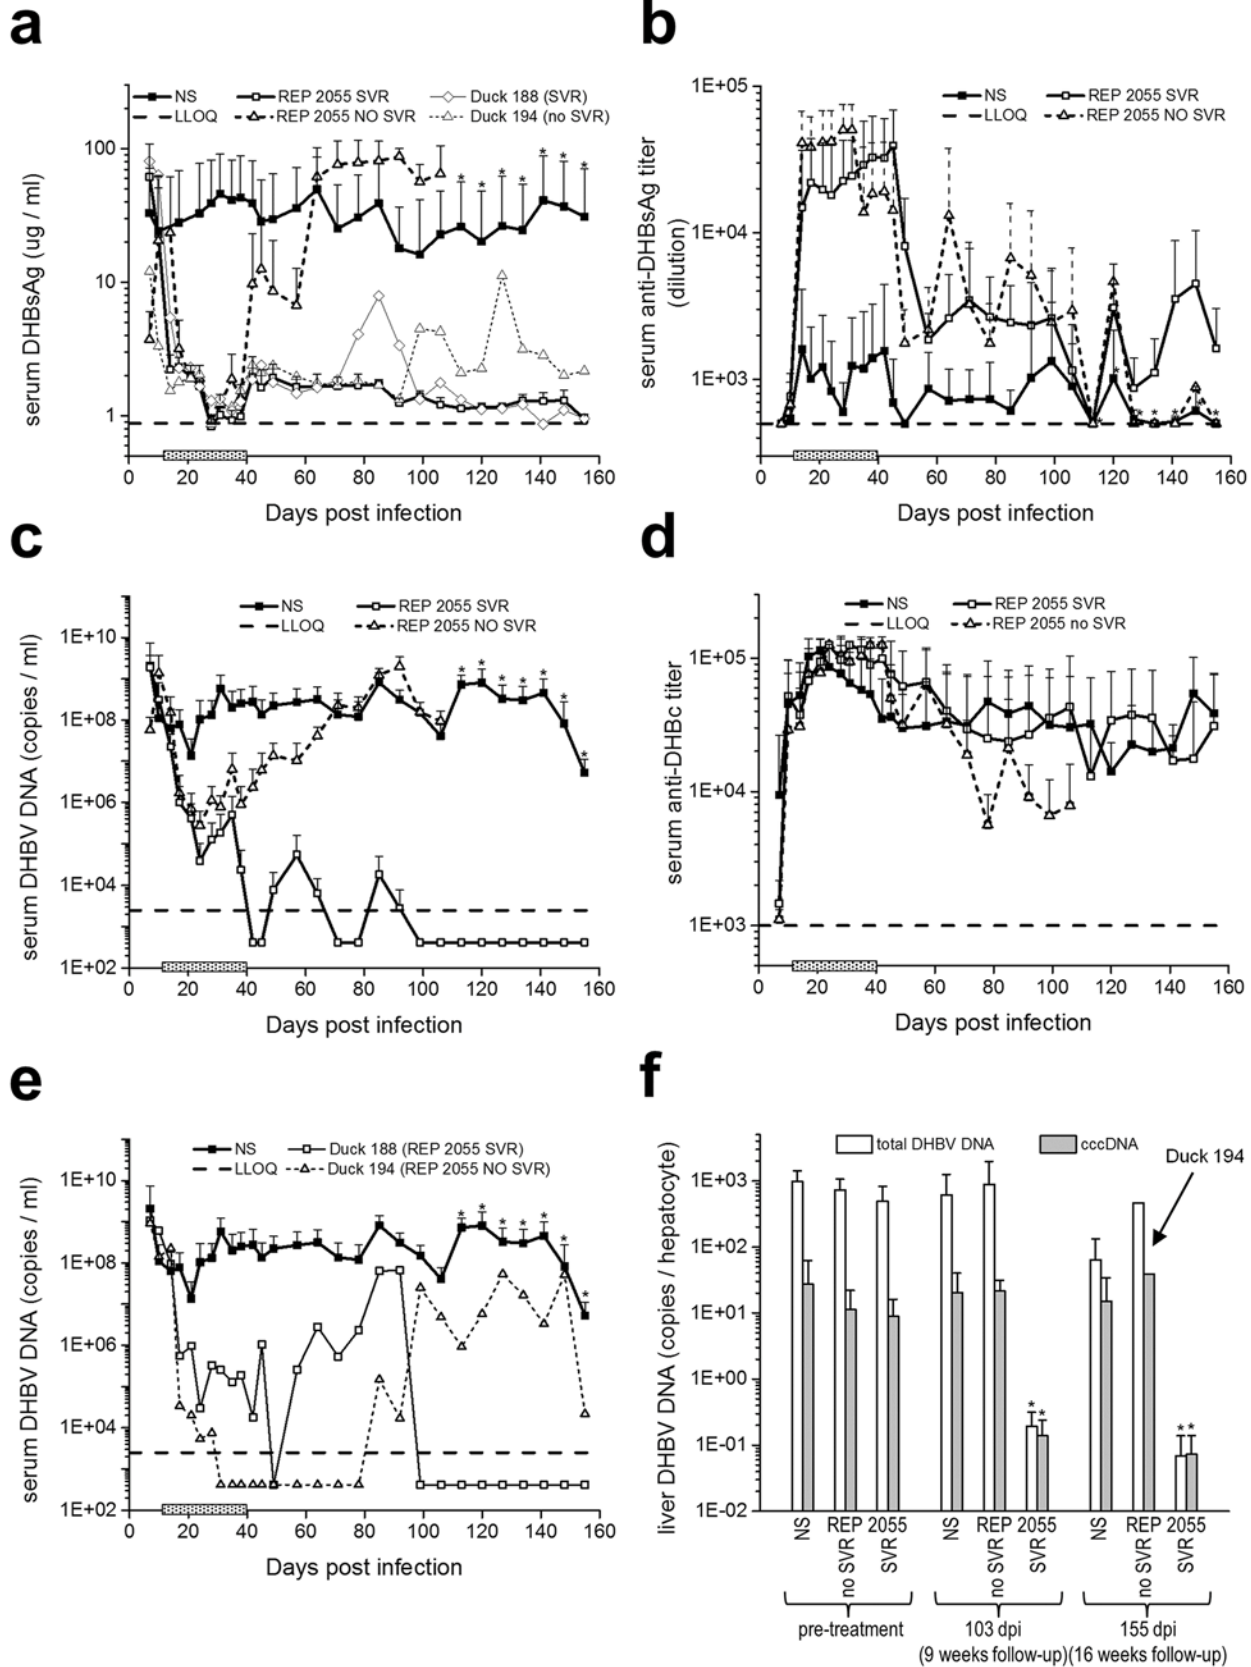 a
NS
REP 2055 SVR
Duck 188 (SVR)
LLOQ
REP 2055 NO SVR
Duck 194 (no SVR)
serum DHBsAg (ug / ml)
100
10
1
* * * * * * *
0 20 40 60 80 100 120 140 160
Days post infection
b
NS
REP 2055 SVR
LLOQ
REP 2055 NO SVR
serum anti-DHBsAg titer
(dilution)
1E+05
1E+04
1E+03
* * * * * * *
0 20 40 60 80 100 120 140 160
Days post infection
c
NS
REP 2055 SVR
LLOQ
REP 2055 NO SVR
serum DHBV DNA (copies / ml)
1E+10
1E+08
1E+06
1E+04
1E+02
* * * * * * *
0 20 40 60 80 100 120 140 160
Days post infection
d
NS
REP 2055 SVR
LLOQ
REP 2055 no SVR
serum anti-DHBc titer
1E+05
1E+04
1E+03
0 20 40 60 80 100 120 140 160
Days post infection
e
NS
Duck 188 (REP 2055 SVR)
LLOQ
Duck 194 (REP 2055 NO SVR)
serum DHBV DNA (copies / ml)
1E+10
1E+08
1E+06
1E+04
1E+02
* * * * * * *
0 20 40 60 80 100 120 140 160
Days post infection
f
total DHBV DNA
cccDNA
Duck 194
liver DHBV DNA (copies / hepatocyte)
1E+03
1E+02
1E+01
1E+00
1E-01
1E-02
* *
* *
NS
REP 2055
no SVR
SVR
NS
REP 2055
no SVR
SVR
NS
REP 2055
no SVR
SVR
pre-treatment
103 dpi
(9 weeks follow-up)
155 dpi
(16 weeks follow-up)